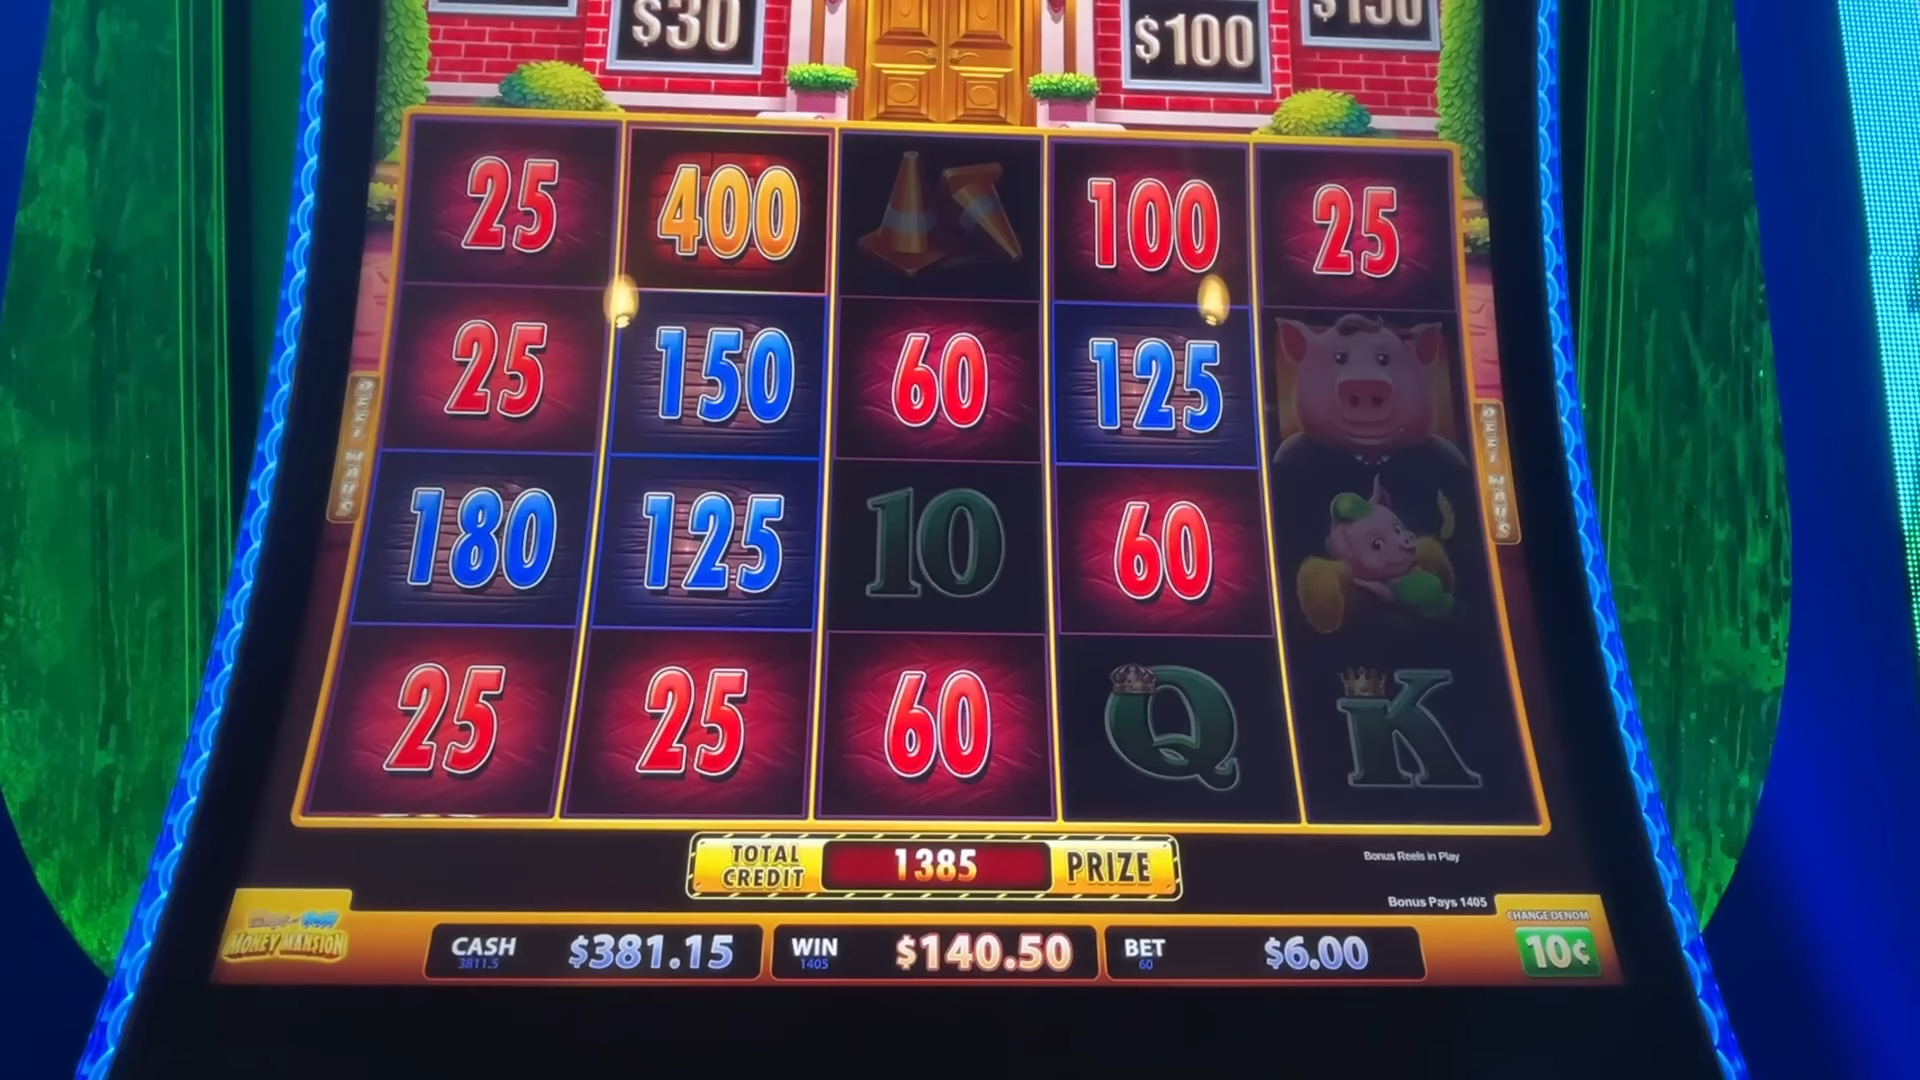 $30
$100
$150
25 400 100 25
25 150 60 125
180 125 10 60
25 25 60 Q K
TOTAL CREDIT 1385 PRIZE
Bonus Reels in Play
Bonus Pays 1405
CHANGE DENOM
10¢
MONEY MANSION
CASH $381.15
3811.5
WIN $140.50
1405
BET $6.00
60